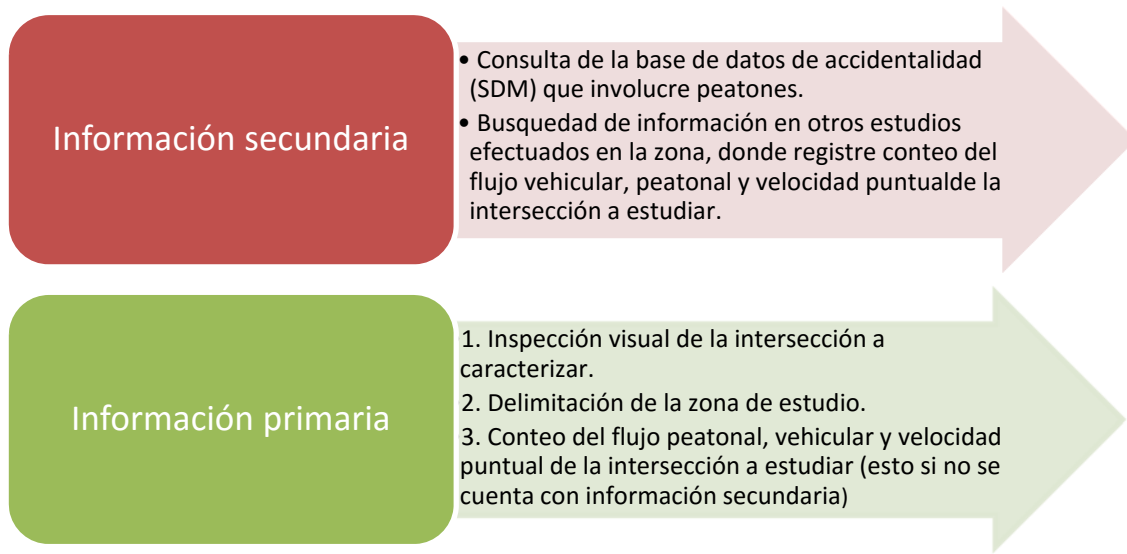 Información secundaria
• Consulta de la base de datos de accidentalidad
(SDM) que involucre peatones.
• Busquedad de información en otros estudios
efectuados en la zona, donde registre conteo del
flujo vehicular, peatonal y velocidad puntualde la
intersección a estudiar.
Información primaria
1. Inspección visual de la intersección a
caracterizar.
2. Delimitación de la zona de estudio.
3. Conteo del flujo peatonal, vehicular y velocidad
puntual de la intersección a estudiar (esto si no se
cuenta con información secundaria)